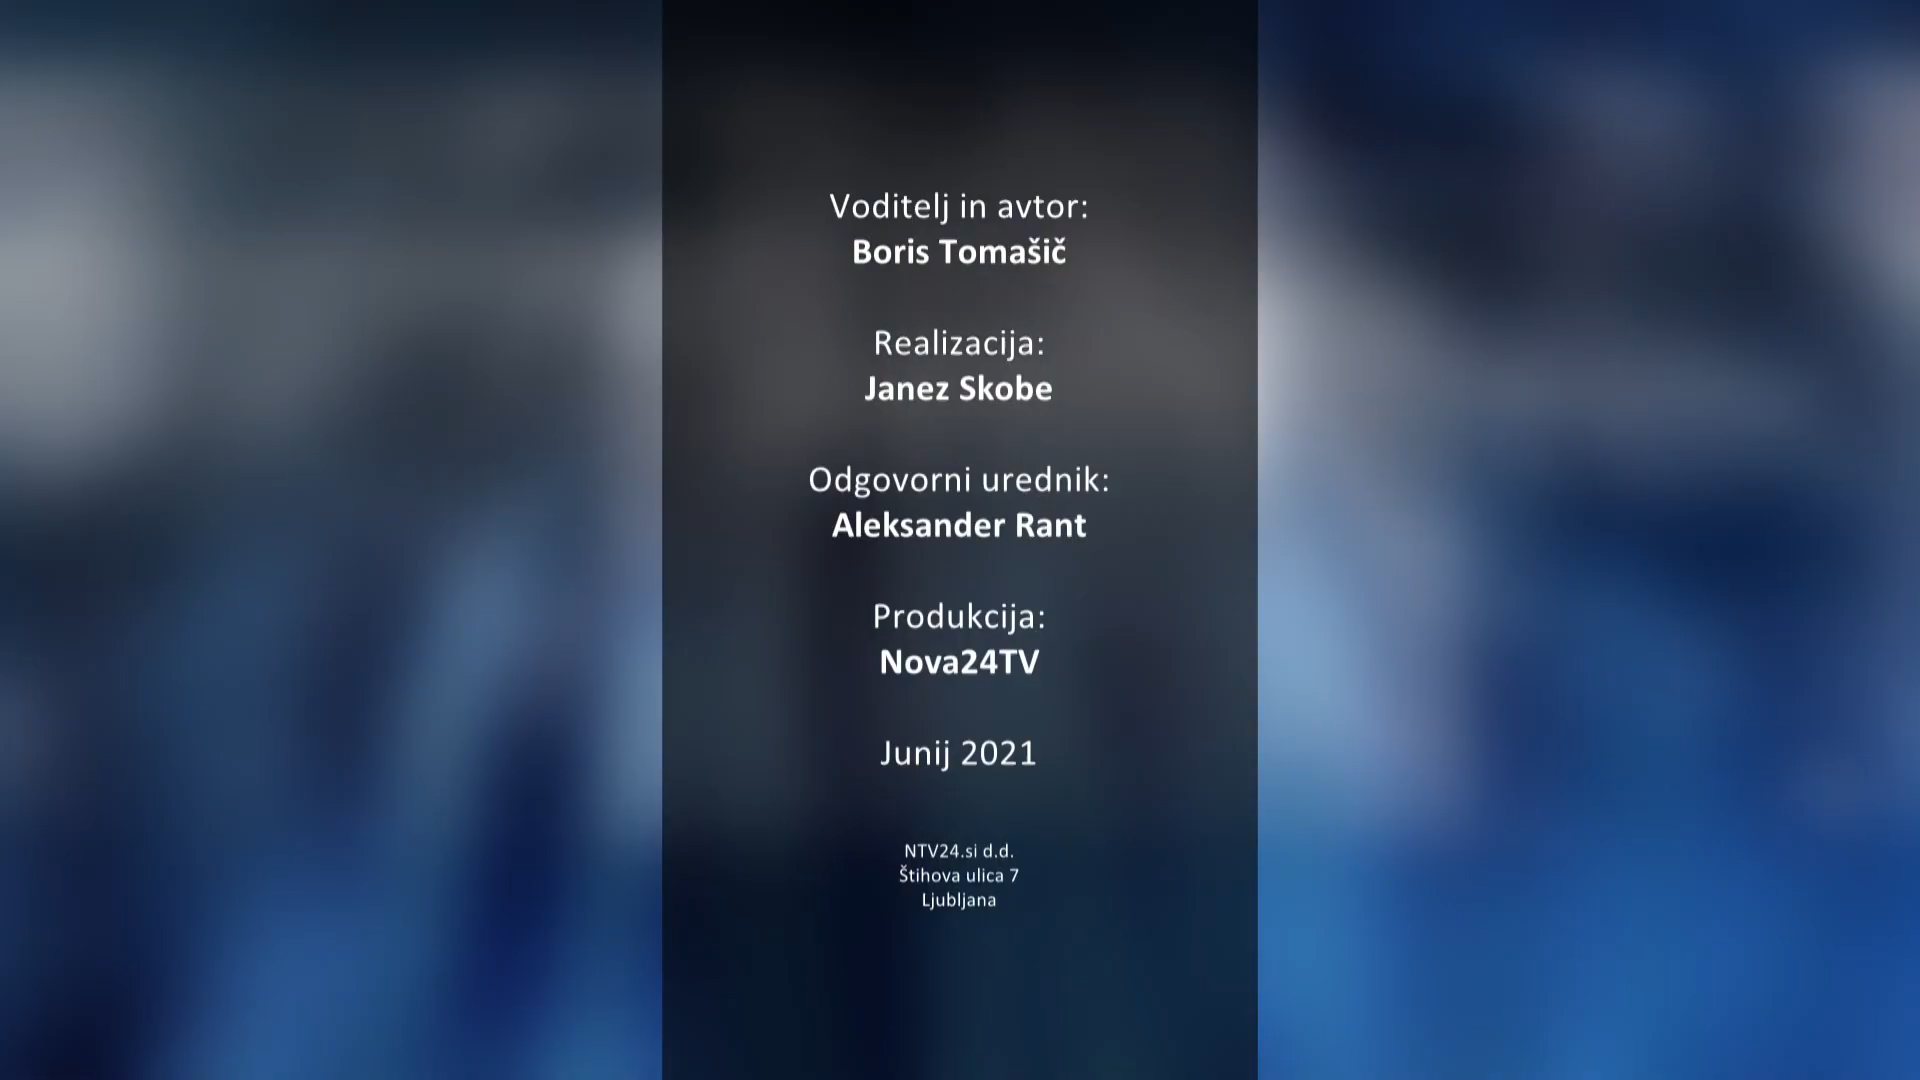 Voditelj in avtor:
Boris Tomašič
Realizacija:
Janez Skobe
Odgovorni urednik:
Aleksander Rant
Produkcija:
Nova24TV
Junij 2021
NTV24.si d.d.
Štihova ulica 7
Ljubljana